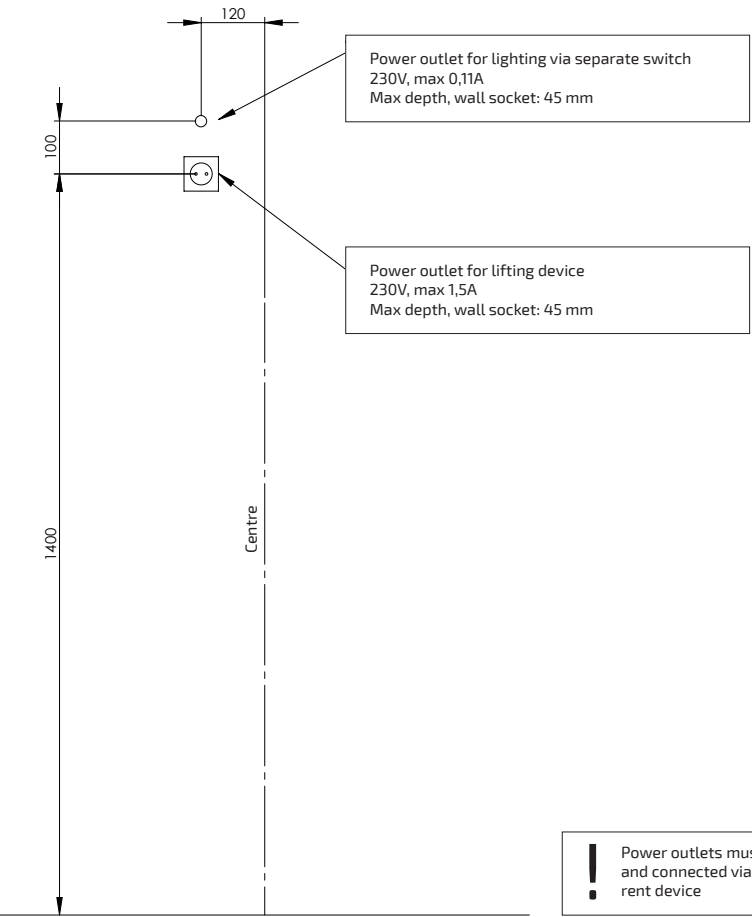 120
Power outlet for lighting via separate switch
230V, max 0,11A
Max depth, wall socket: 45 mm
100
Power outlet for lifting device
230V, max 1,5A
Max depth, wall socket: 45 mm
1400
Centre
! Power outlets mus
and connected via
rent device